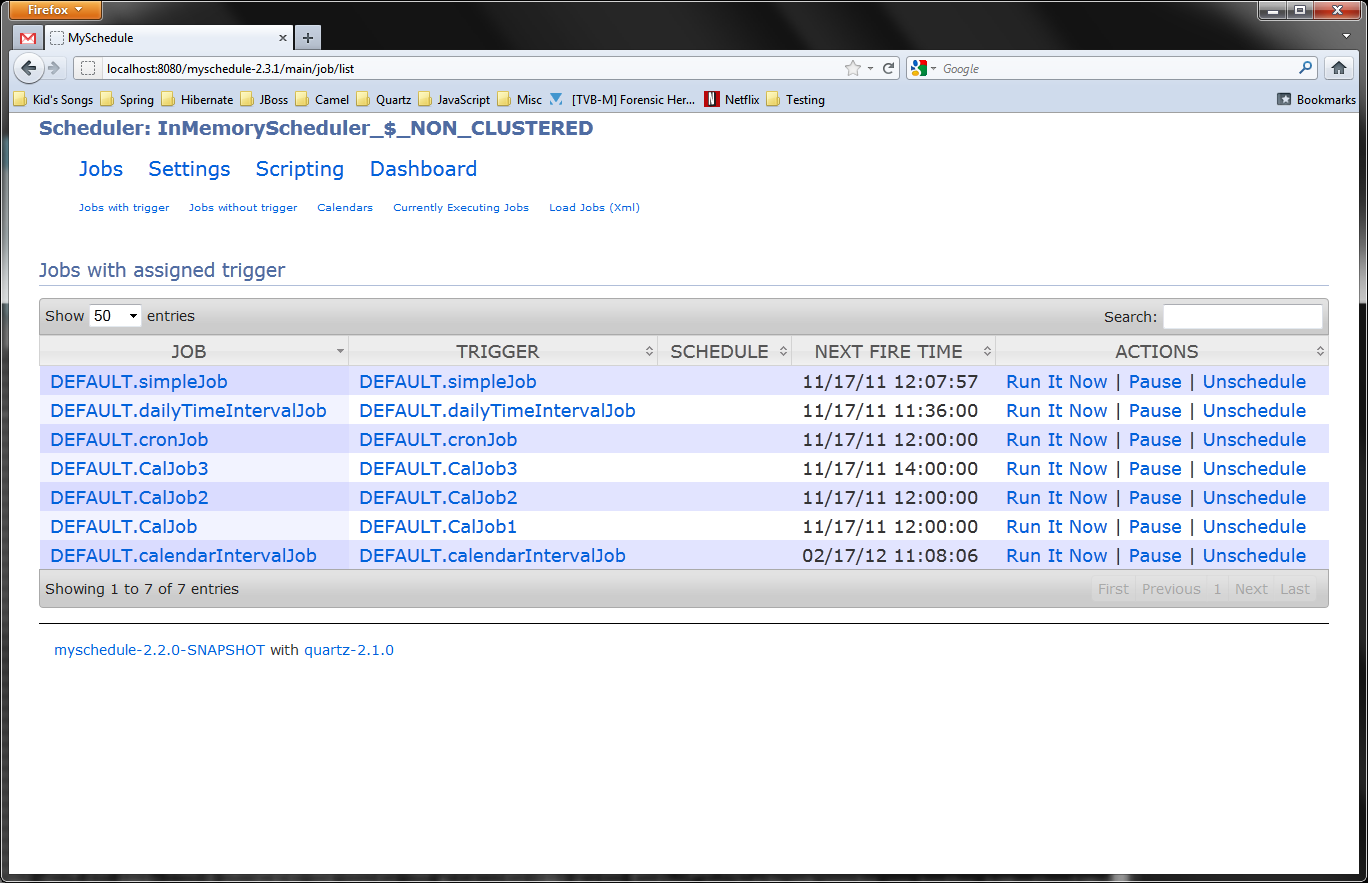 Firefox
MySchedule
localhost:8080/myschedule-2.3.1/main/job/list
Google
Kid's Songs Spring Hibernate JBoss Camel Quartz JavaScript Misc [TVB-M] Forensic Her... Netflix Testing Bookmarks
Scheduler: InMemoryScheduler_$_NON_CLUSTERED
Jobs Settings Scripting Dashboard
Jobs with trigger Jobs without trigger Calendars Currently Executing Jobs Load Jobs (Xml)
Jobs with assigned trigger
Show 50 entries Search:
JOB TRIGGER SCHEDULE NEXT FIRE TIME ACTIONS
DEFAULT.simpleJob DEFAULT.simpleJob 11/17/11 12:07:57 Run It Now | Pause | Unschedule
DEFAULT.dailyTimeIntervalJob DEFAULT.dailyTimeIntervalJob 11/17/11 11:36:00 Run It Now | Pause | Unschedule
DEFAULT.cronJob DEFAULT.cronJob 11/17/11 12:00:00 Run It Now | Pause | Unschedule
DEFAULT.CalJob3 DEFAULT.CalJob3 11/17/11 14:00:00 Run It Now | Pause | Unschedule
DEFAULT.CalJob2 DEFAULT.CalJob2 11/17/11 12:00:00 Run It Now | Pause | Unschedule
DEFAULT.CalJob DEFAULT.CalJob1 11/17/11 12:00:00 Run It Now | Pause | Unschedule
DEFAULT.calendarIntervalJob DEFAULT.calendarIntervalJob 02/17/12 11:08:06 Run It Now | Pause | Unschedule
Showing 1 to 7 of 7 entries First Previous 1 Next Last
myschedule-2.2.0-SNAPSHOT with quartz-2.1.0